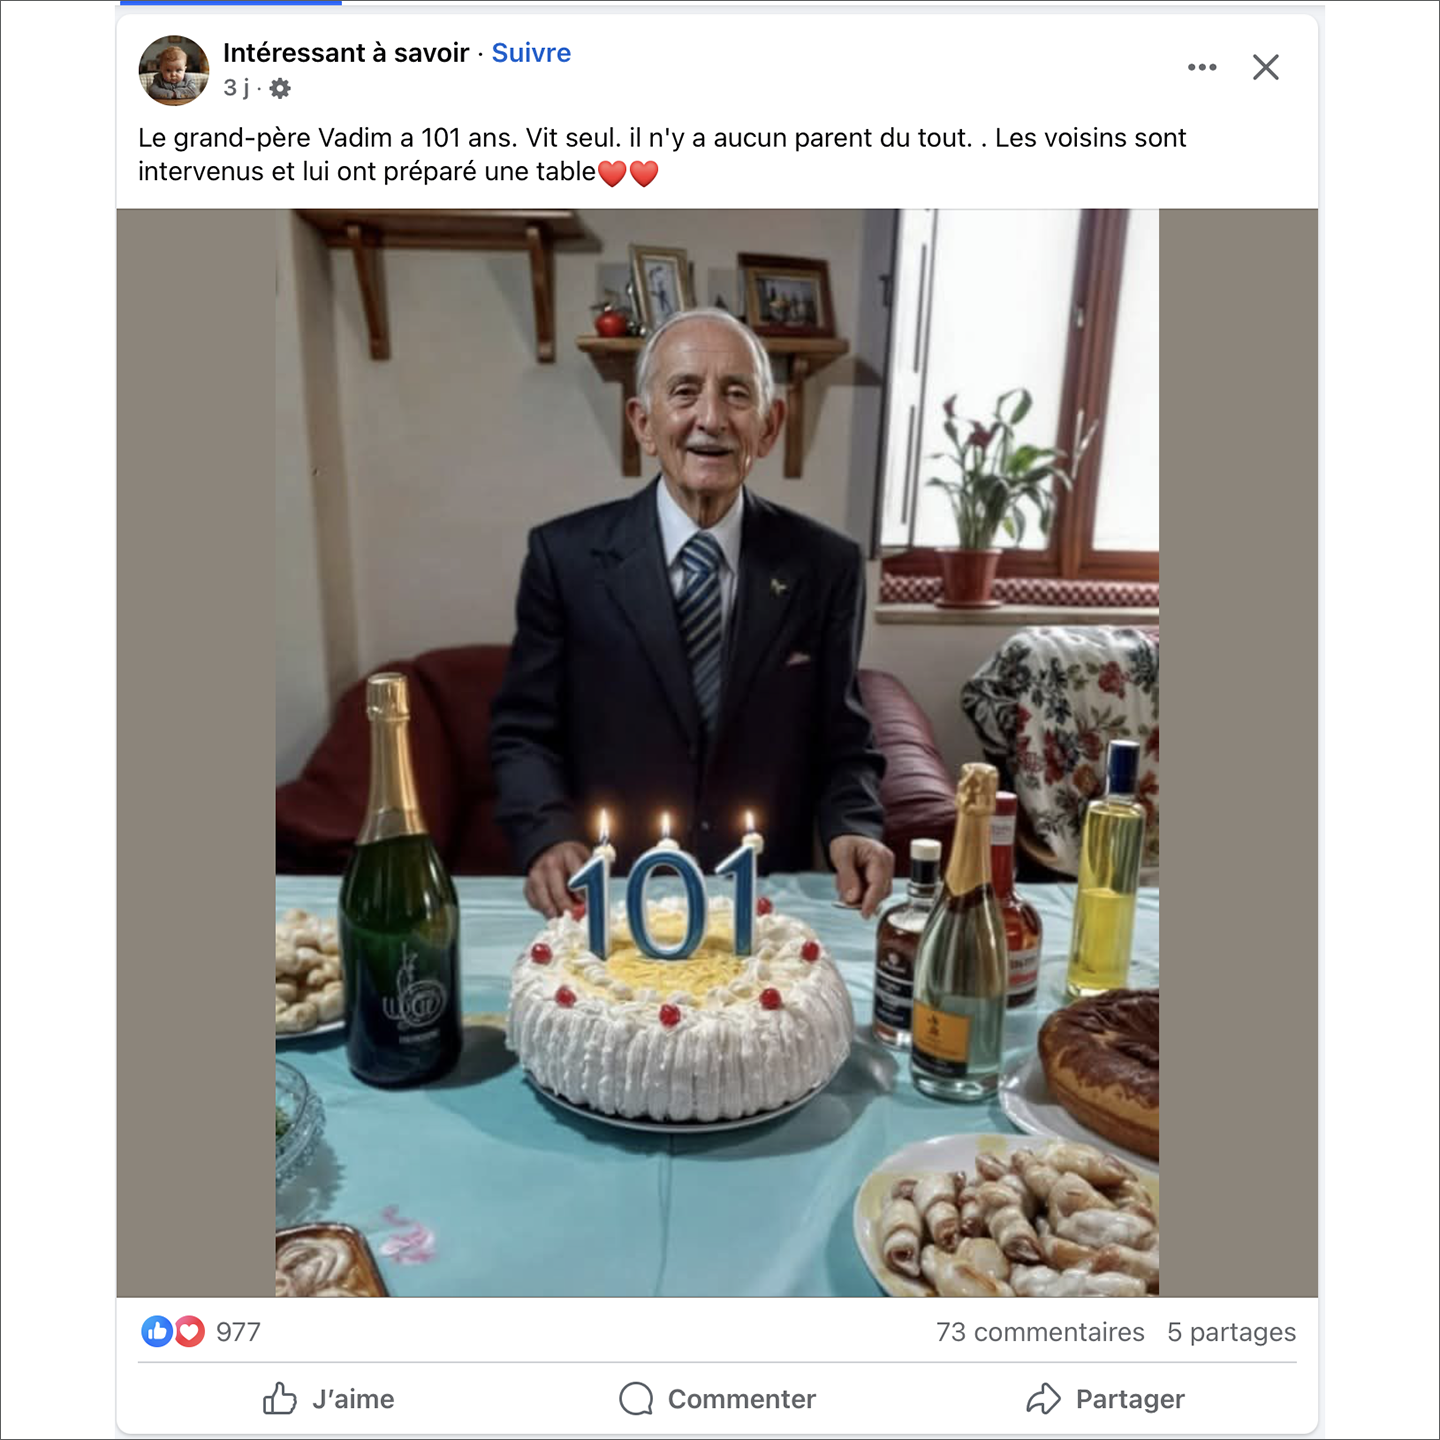 Intéressant à savoir · Suivre
3 j ·
Le grand-père Vadim a 101 ans. Vit seul. il n'y a aucun parent du tout. . Les voisins sont
intervenus et lui ont préparé une table❤️❤️
101
977
73 commentaires 5 partages
J’aime
Commenter
Partager